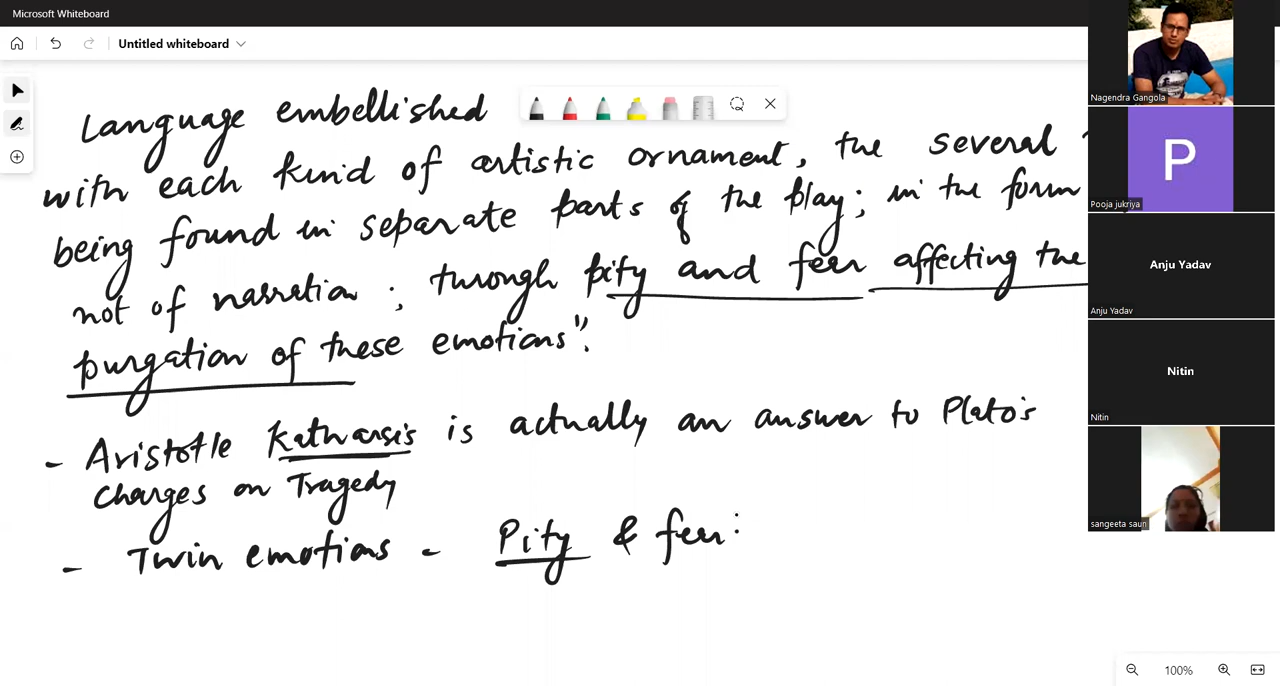 Microsoft Whiteboard
Untitled whiteboard
Language embellished
with each kind of artistic ornament, the several
being found in separate parts of the play; in the form
not of narration; through pity and fear affecting the
purgation of these emotions".
- Aristotle Katharsis is actually an answer to Plato's
charges on Tragedy
- Twin emotions - Pity & fear:
Nagendra Gangola
P
Pooja jukriya
Anju Yadav
Anju Yadav
Nitin
Nitin
sangeeta saun
100%